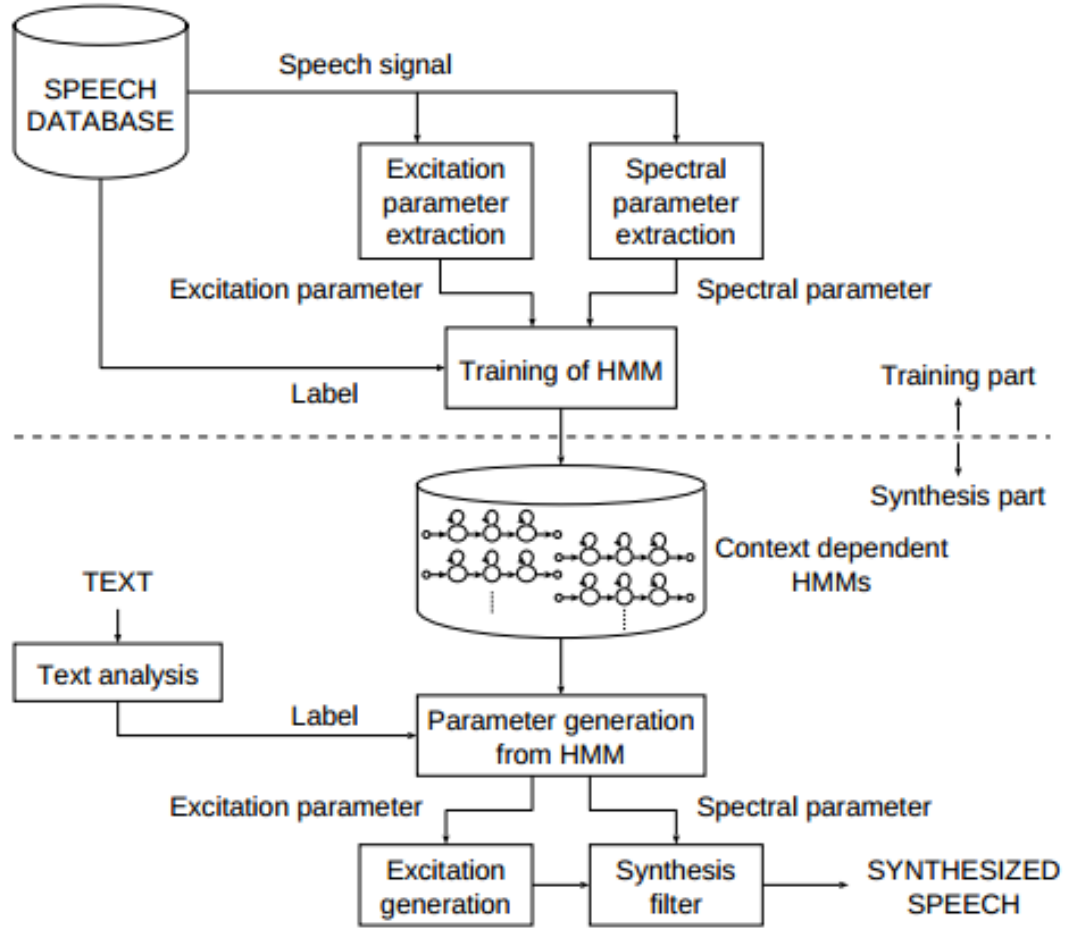 Speech signal
SPEECH
DATABASE
Excitation
parameter
extraction
Spectral
parameter
extraction
Excitation parameter
Spectral parameter
Training of HMM
Label
Training part
Synthesis part
Context dependent
HMMs
TEXT
Text analysis
Label
Parameter generation
from HMM
Excitation parameter
Spectral parameter
Excitation
generation
Synthesis
filter
SYNTHESIZED
SPEECH